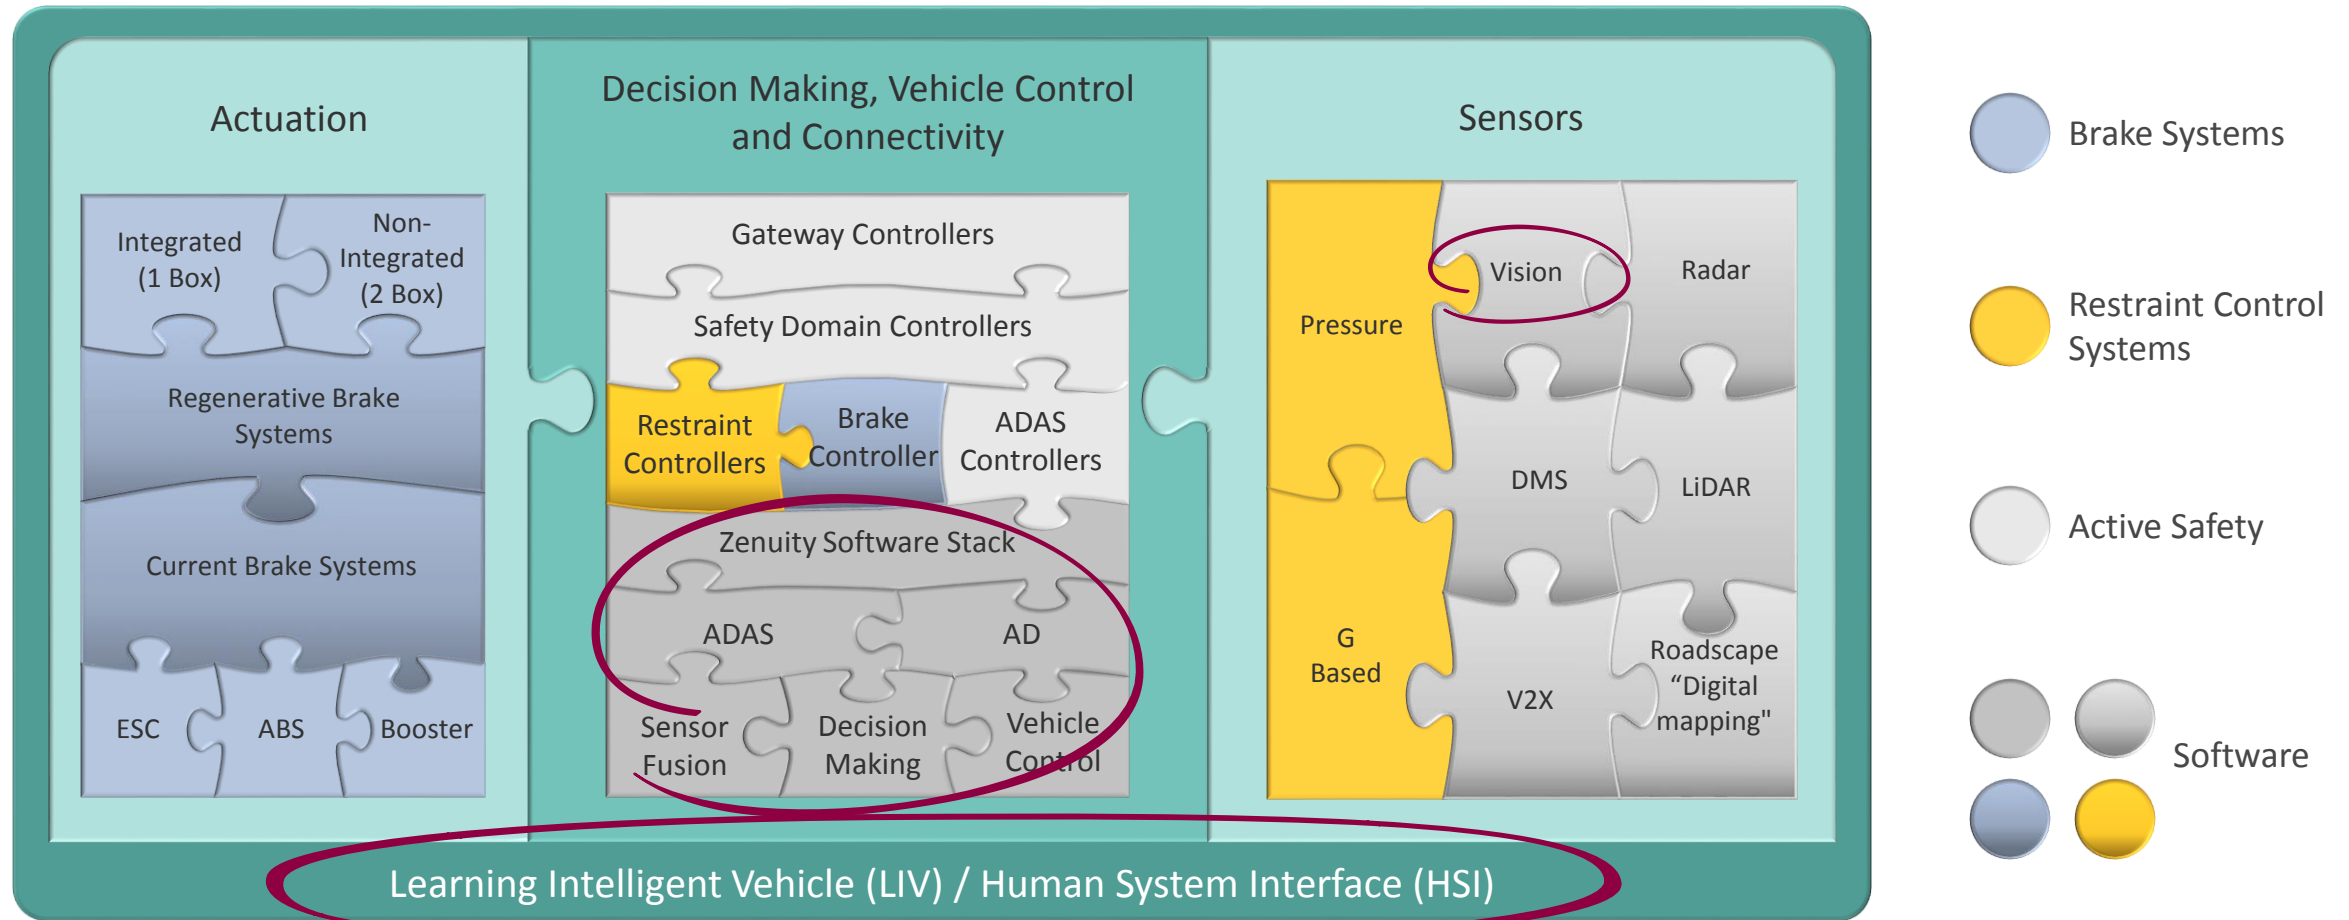 Actuation
Integrated
(1 Box)
Non-
Integrated
(2 Box)
Regenerative Brake
Systems
Current Brake Systems
ESC
ABS
Booster
Decision Making, Vehicle Control
and Connectivity
Gateway Controllers
Safety Domain Controllers
Restraint
Controllers
Brake
Controller
ADAS
Controllers
Zenuity Software Stack
ADAS
AD
Sensor
Fusion
Decision
Making
Vehicle
Control
Sensors
Pressure
Vision
Radar
DMS
LiDAR
G
Based
V2X
Roadscape
“Digital
mapping"
Learning Intelligent Vehicle (LIV) / Human System Interface (HSI)
Brake Systems
Restraint Control
Systems
Active Safety
Software